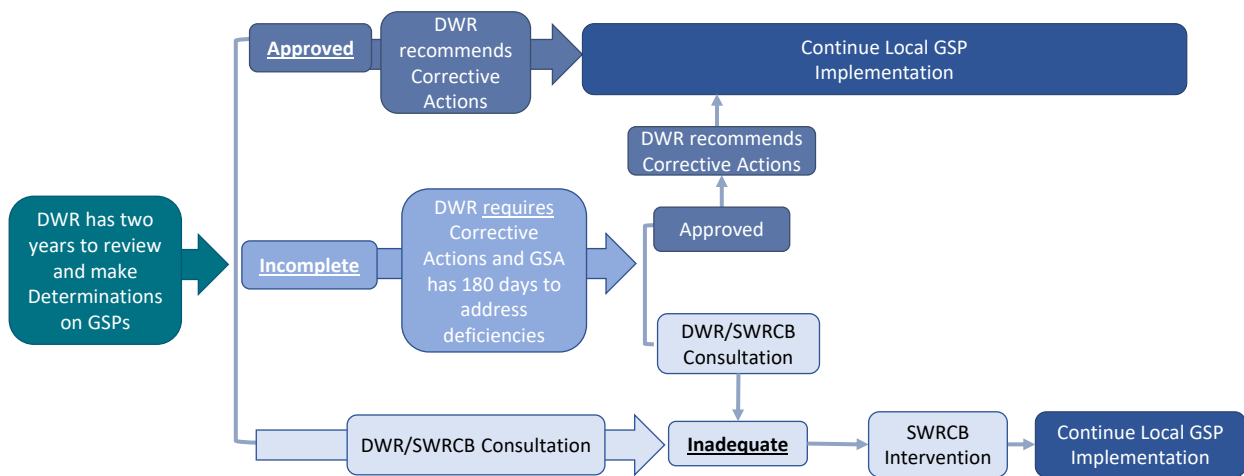 DWR has two
years to review
and make
Determinations
on GSPs
Approved
DWR
recommends
Corrective
Actions
Continue Local GSP
Implementation
Incomplete
DWR requires
Corrective
Actions and GSA
has 180 days to
address
deficiencies
Approved
DWR recommends
Corrective Actions
DWR/SWRCB
Consultation
DWR/SWRCB Consultation
Inadequate
SWRCB
Intervention
Continue Local GSP
Implementation